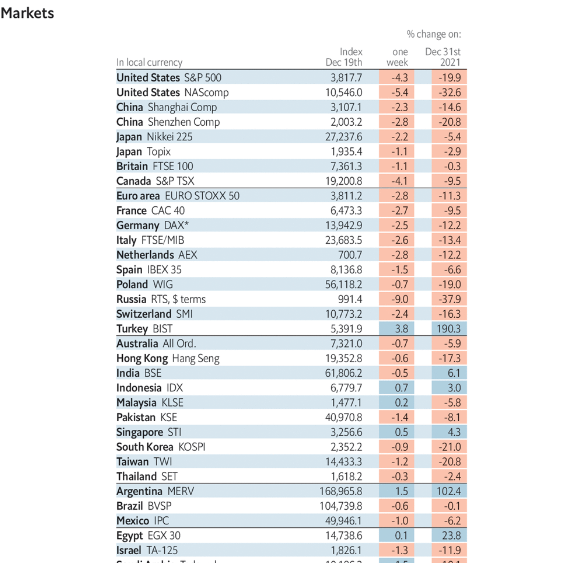 Markets
% change on:
Index one Dec 31st
In local currency Dec 19th week 2021
United States S&P 500 3,817.7 -4.3 -19.9
United States NAScomp 10,546.0 -5.4 -32.6
China Shanghai Comp 3,107.1 -2.3 -14.6
China Shenzhen Comp 2,003.2 -2.8 -20.8
Japan Nikkei 225 27,237.6 -2.2 -5.4
Japan Topix 1,935.4 -1.1 -2.9
Britain FTSE 100 7,361.3 -1.1 -0.3
Canada S&P TSX 19,200.8 -4.1 -9.5
Euro area EURO STOXX 50 3,811.2 -2.8 -11.3
France CAC 40 6,473.3 -2.7 -9.5
Germany DAX* 13,942.9 -2.5 -12.2
Italy FTSE/MIB 23,683.5 -2.6 -13.4
Netherlands AEX 700.7 -2.8 -12.2
Spain IBEX 35 8,136.8 -1.5 -6.6
Poland WIG 56,118.2 -0.7 -19.0
Russia RTS, $ terms 991.4 -9.0 -37.9
Switzerland SMI 10,773.2 -2.4 -16.3
Turkey BIST 5,391.9 3.8 190.3
Australia All Ord. 7,321.0 -0.7 -5.9
Hong Kong Hang Seng 19,352.8 -0.6 -17.3
India BSE 61,806.2 -0.5 6.1
Indonesia IDX 6,779.7 0.7 3.0
Malaysia KLSE 1,477.1 0.2 -5.8
Pakistan KSE 40,970.8 -1.4 -8.1
Singapore STI 3,256.6 0.5 4.3
South Korea KOSPI 2,352.2 -0.9 -21.0
Taiwan TWI 14,433.3 -1.2 -20.8
Thailand SET 1,618.2 -0.3 -2.4
Argentina MERV 168,965.8 1.5 102.4
Brazil BVSP 104,739.8 -0.6 -0.1
Mexico IPC 49,946.1 -1.0 -6.2
Egypt EGX 30 14,738.6 0.1 23.8
Israel TA-125 1,826.1 -1.3 -11.9